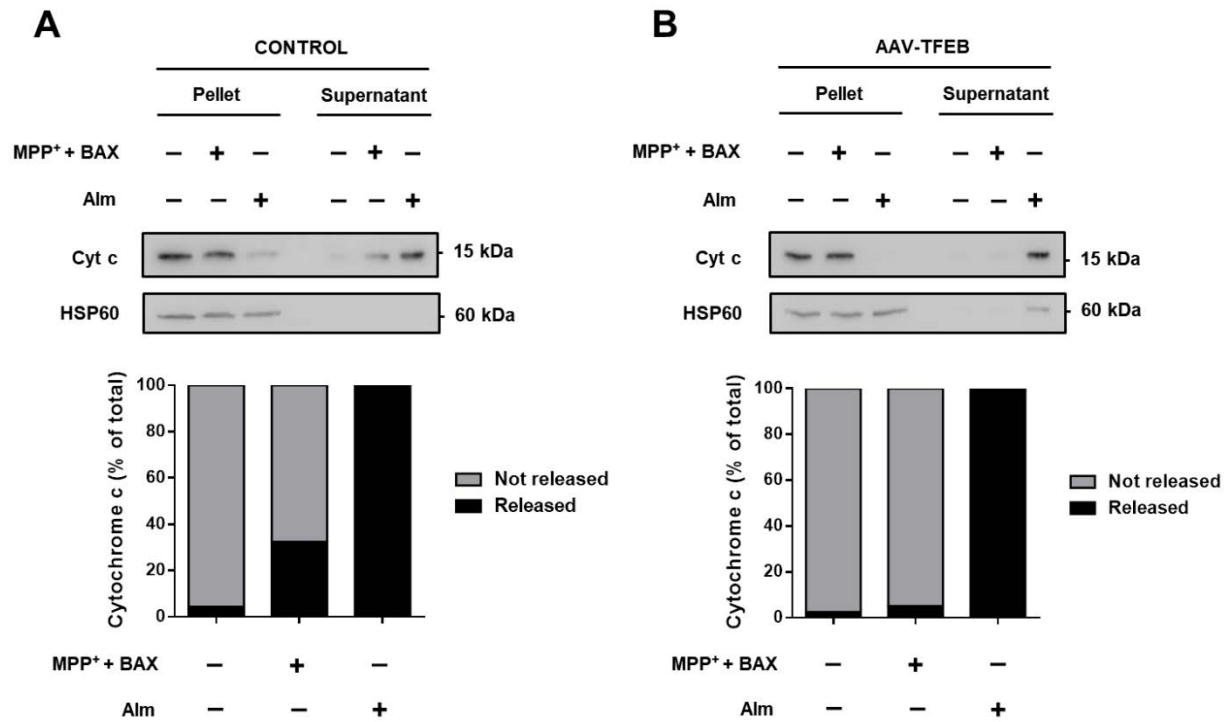 A
CONTROL
Pellet Supernatant
MPP⁺ + BAX – + – – + –
Alm – – + – – +
Cyt c 15 kDa
HSP60 60 kDa
Cytochrome c (% of total)
100
80
60
40
20
0
Not released
Released
MPP⁺ + BAX – + –
Alm – – +
B
AAV-TFEB
Pellet Supernatant
MPP⁺ + BAX – + – – + –
Alm – – + – – +
Cyt c 15 kDa
HSP60 60 kDa
Cytochrome c (% of total)
100
80
60
40
20
0
Not released
Released
MPP⁺ + BAX – + –
Alm – – +